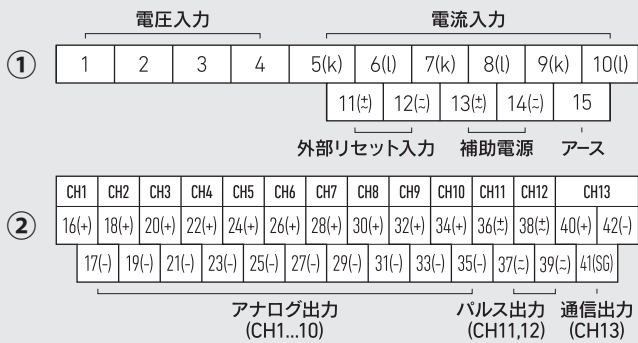 電圧入力 電流入力
① 1 2 3 4 5(k) 6(l) 7(k) 8(l) 9(k) 10(l)
11(±) 12(−) 13(±) 14(−) 15
外部リセット入力 補助電源 アース
CH1 CH2 CH3 CH4 CH5 CH6 CH7 CH8 CH9 CH10 CH11 CH12 CH13
② 16(+) 18(+) 20(+) 22(+) 24(+) 26(+) 28(+) 30(+) 32(+) 34(+) 36(±) 38(±) 40(+) 42(-)
17(-) 19(-) 21(-) 23(-) 25(-) 27(-) 29(-) 31(-) 33(-) 35(-) 37(−) 39(−) 41(SG)
アナログ出力 パルス出力 通信出力
(CH1...10) (CH11,12) (CH13)